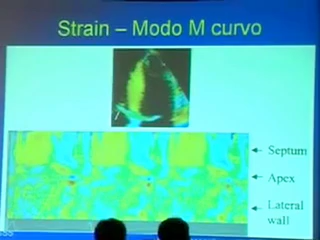 Strain – Modo M curvo
Septum
Apex
Lateral
wall